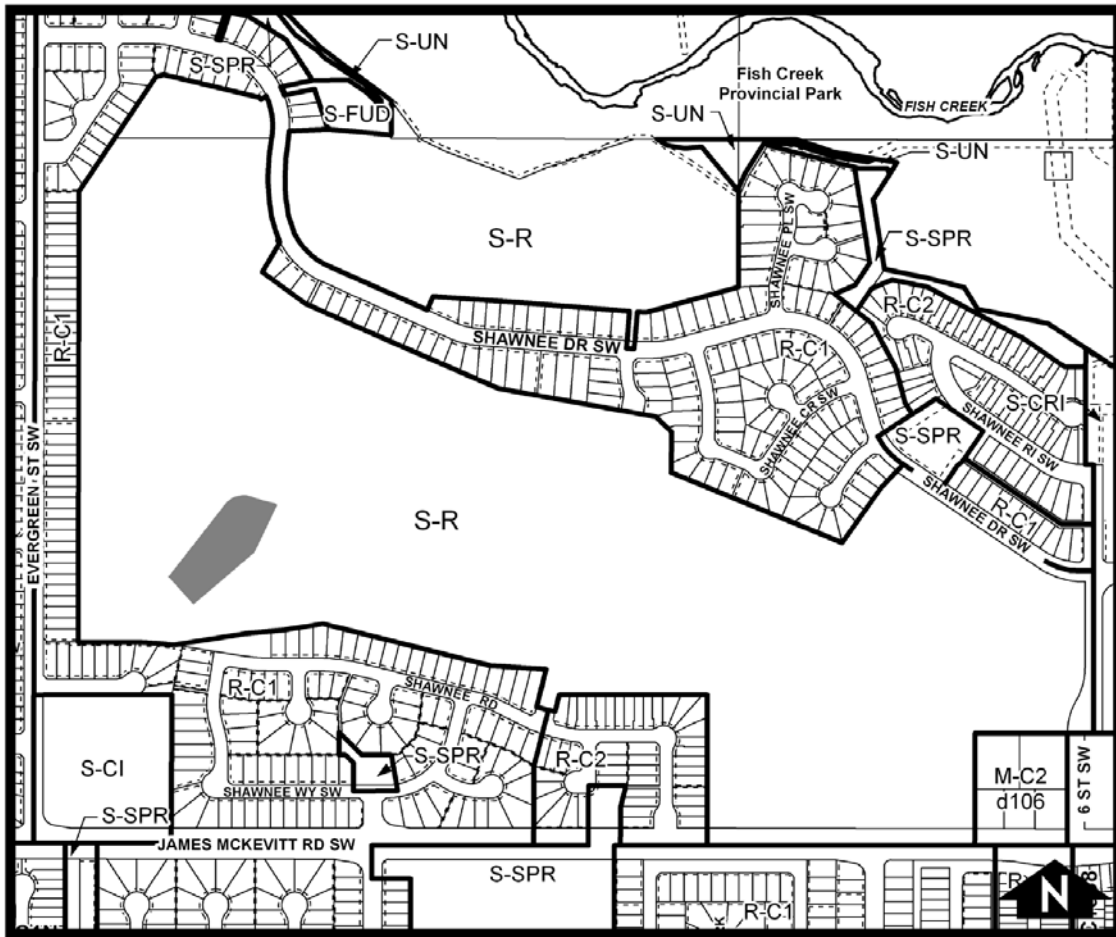 S-UN
S-SPR
Fish Creek
Provincial Park
S-FUD
FISH CREEK
S-UN
S-UN
SHAWNEE PL SW
S-R
S-SPR
R-C2
R-C1
SHAWNEE DR SW
R-C1
S-CRI
SHAWNEE CR SW
S-SPR
SHAWNEE RI SW
EVERGREEN ST SW
S-R
R-C1
SHAWNEE DR SW
R-C1
SHAWNEE RD
S-SPR
R-C2
S-CI
M-C2
d106
SHAWNEE WY SW
6 ST SW
S-SPR
JAMES MCKEVITT RD SW
S-SPR
R-C1
N